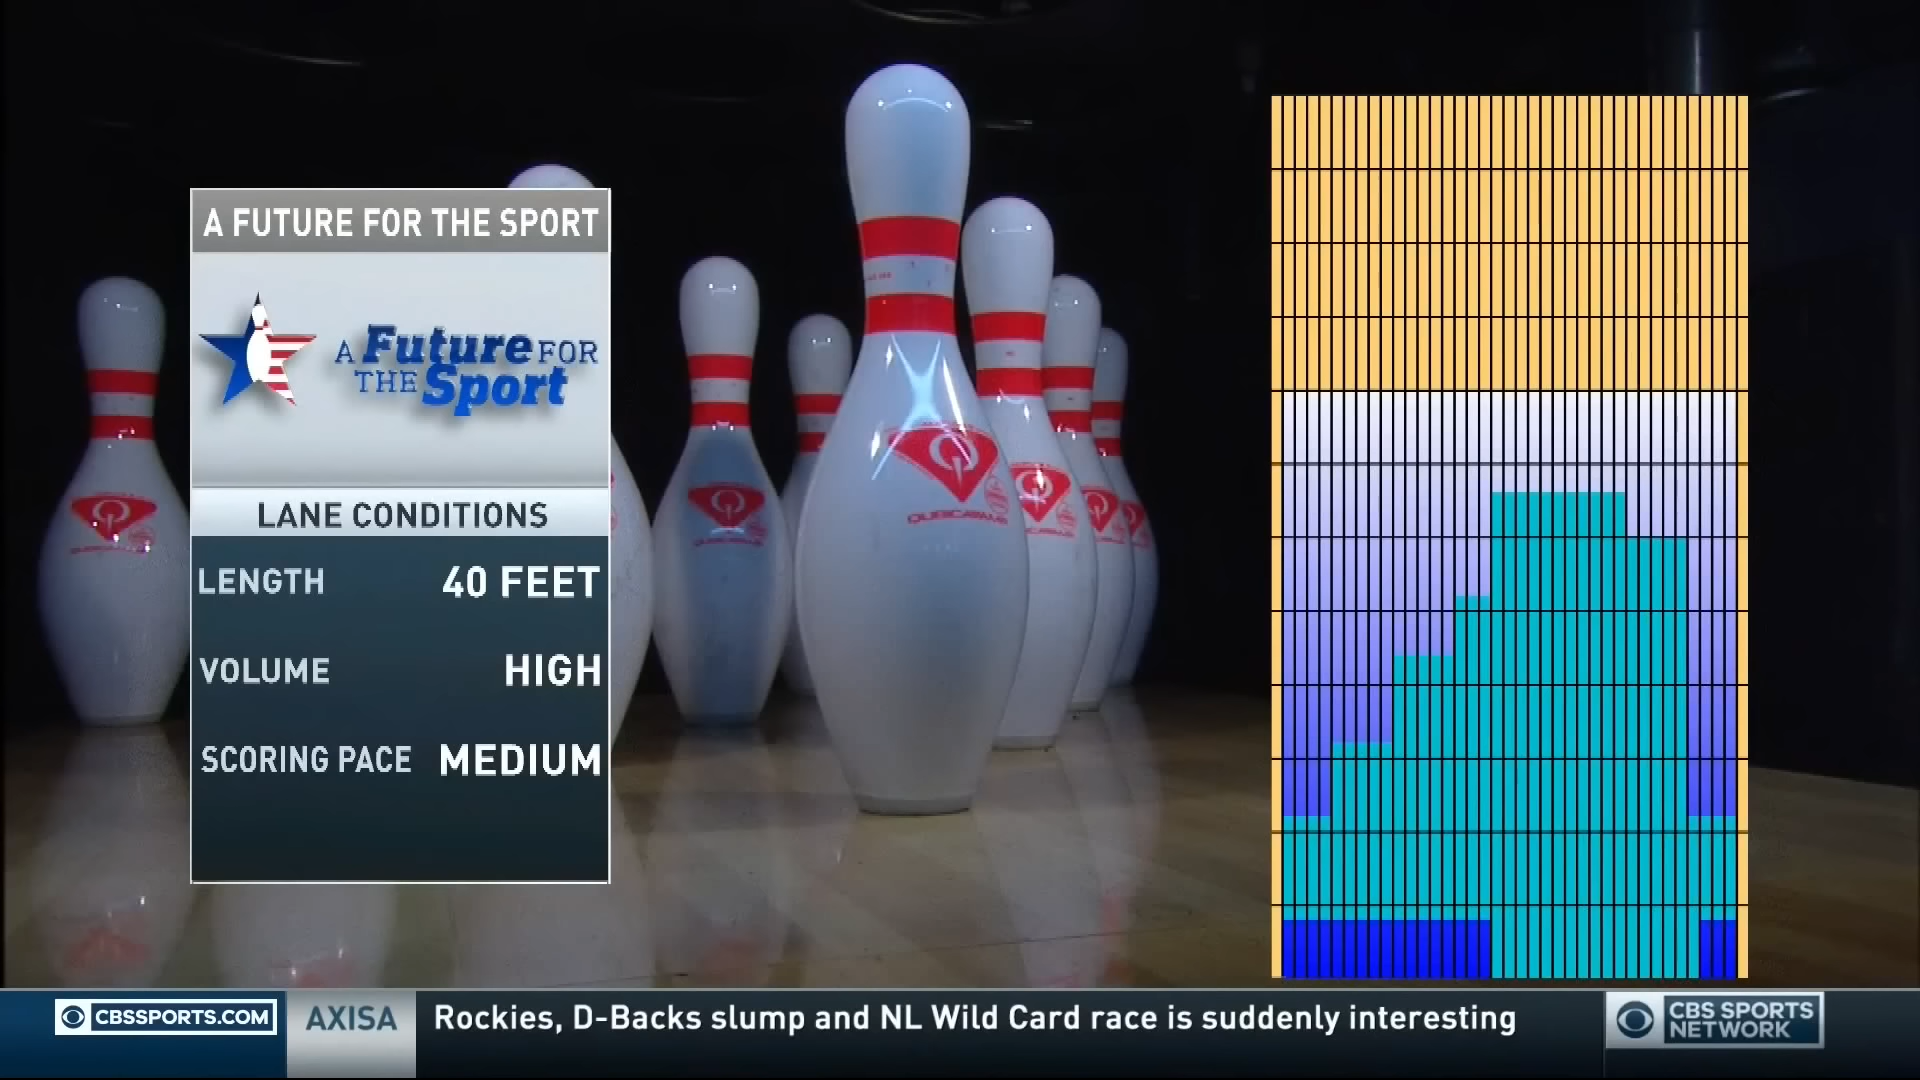 A FUTURE FOR THE SPORT
A Future FOR
THE Sport
LANE CONDITIONS
LENGTH 40 FEET
VOLUME HIGH
SCORING PACE MEDIUM
CBSSPORTS.COM
AXISA
Rockies, D-Backs slump and NL Wild Card race is suddenly interesting
CBS SPORTS
NETWORK